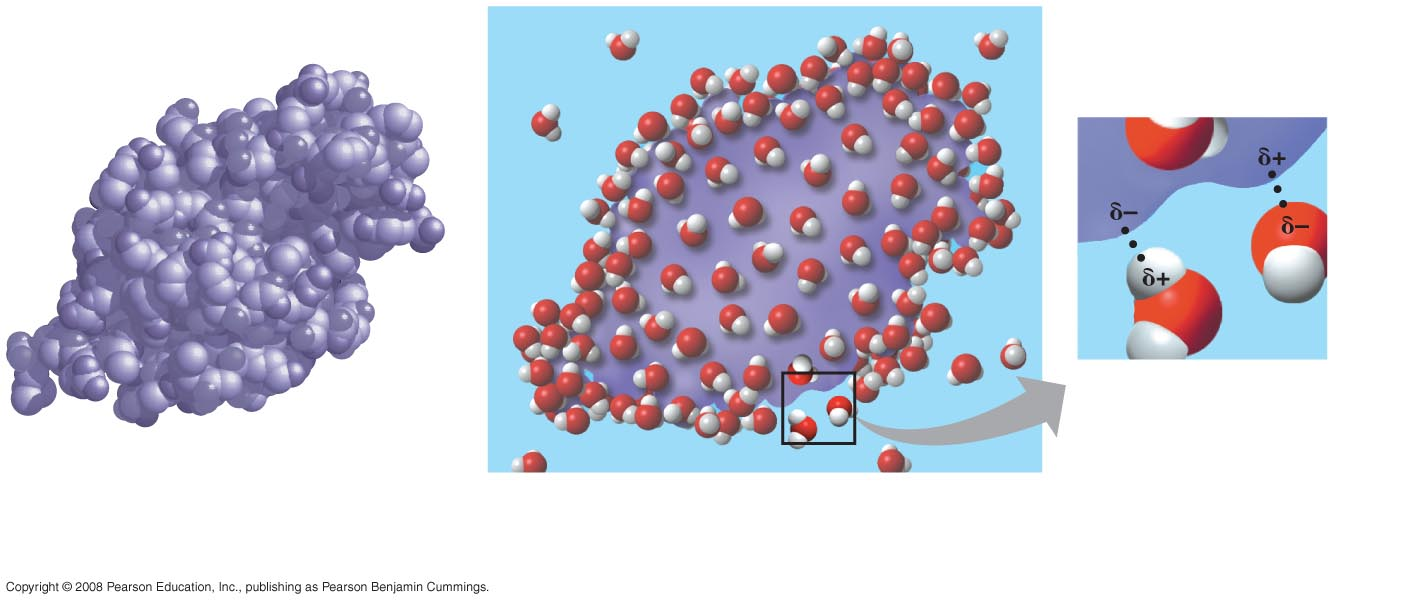 δ+
δ–
δ–
δ+
Copyright © 2008 Pearson Education, Inc., publishing as Pearson Benjamin Cummings.